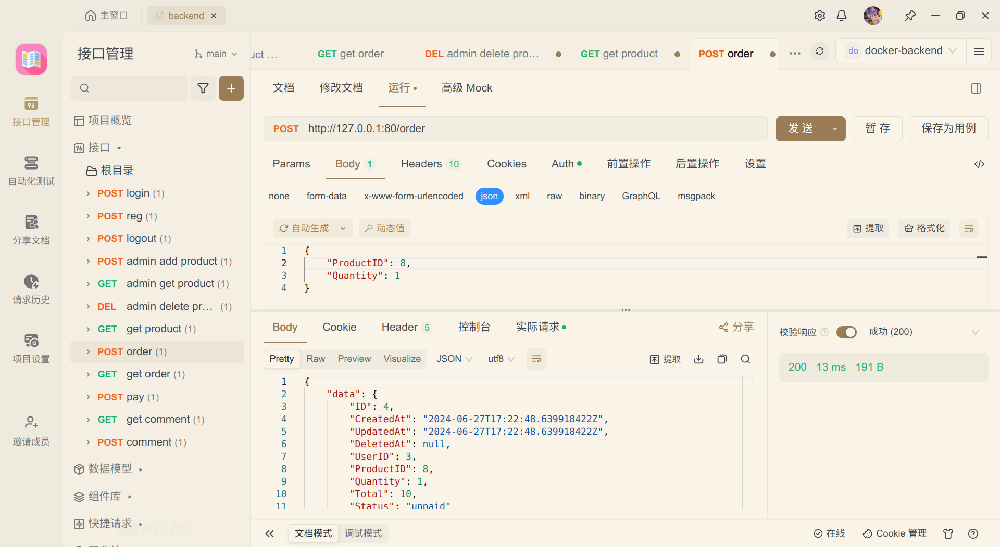 主窗口
backend
接口管理
自动化测试
分享文档
请求历史
项目设置
邀请成员
接口管理
main
项目概览
接口
根目录
POST login (1)
POST reg (1)
POST logout (1)
POST admin add product (1)
GET admin get product (1)
DEL admin delete pr... (1)
GET get product (1)
POST order (1)
GET get order (1)
POST pay (1)
GET get comment (1)
POST comment (1)
数据模型
组件库
快捷请求
Apifox
uct ...
GET get order
DEL admin delete pro...
GET get product
POST order
do docker-backend
文档
修改文档
运行
高级 Mock
POST http://127.0.0.1:80/order
发 送
暂 存
保存为用例
Params
Body 1
Headers 10
Cookies
Auth
前置操作
后置操作
设置
none
form-data
x-www-form-urlencoded
json
xml
raw
binary
GraphQL
msgpack
自动生成
动态值
提取
格式化
1 {
2 "ProductID": 8,
3 "Quantity": 1
4 }
Body
Cookie
Header 5
控制台
实际请求
分享
Pretty
Raw
Preview
Visualize
JSON
utf8
提取
1 {
2 "data": {
3 "ID": 4,
4 "CreatedAt": "2024-06-27T17:22:48.639918422Z",
5 "UpdatedAt": "2024-06-27T17:22:48.639918422Z",
6 "DeletedAt": null,
7 "UserID": 3,
8 "ProductID": 8,
9 "Quantity": 1,
10 "Total": 10,
11 "Status": "unpaid"
校验响应
成功 (200)
200 13 ms 191 B
文档模式
调试模式
在线
Cookie 管理